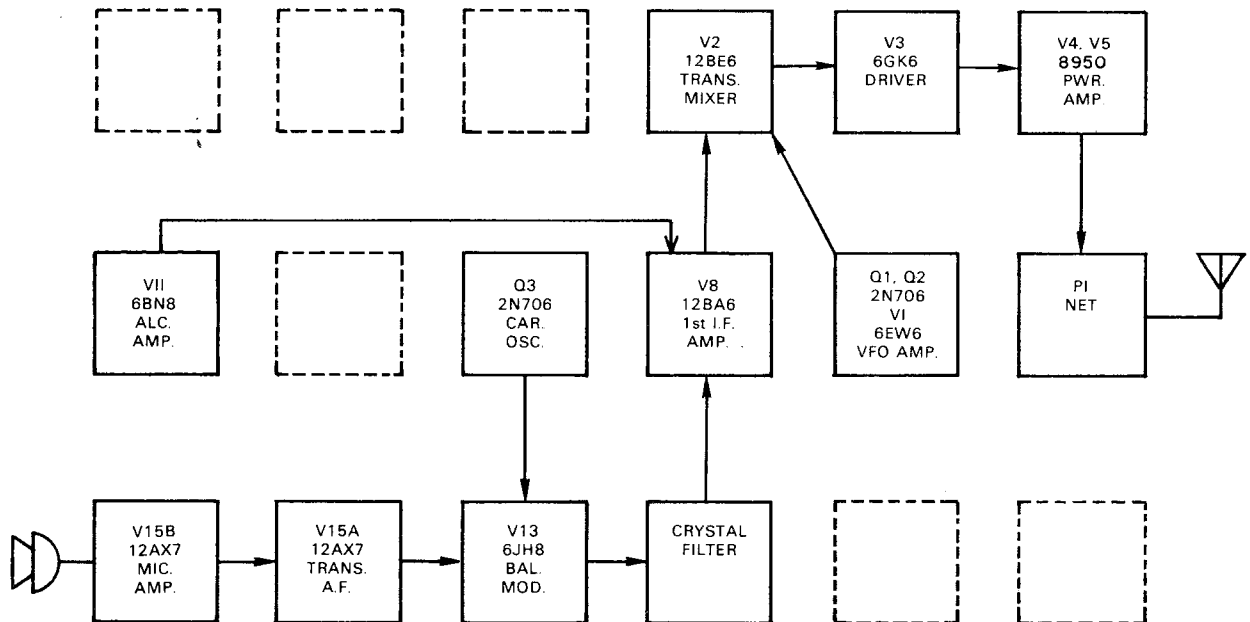 V2
12BE6
TRANS.
MIXER
V3
6GK6
DRIVER
V4, V5
8950
PWR.
AMP.
VII
6BN8
ALC.
AMP.
Q3
2N706
CAR.
OSC.
V8
12BA6
1st I.F.
AMP.
Q1, Q2
2N706
VI
6EW6
VFO AMP.
PI
NET
V15B
12AX7
MIC.
AMP.
V15A
12AX7
TRANS.
A.F.
V13
6JH8
BAL.
MOD.
CRYSTAL
FILTER